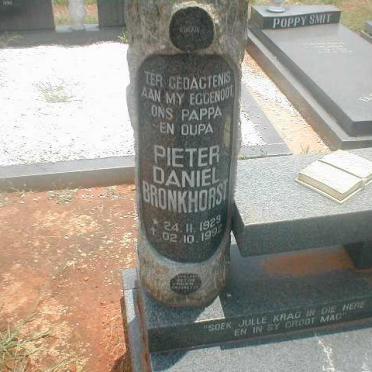 POPPY SMIT
TER GEDAGTENIS
AAN MY EGGENOOT,
ONS PAPPA
EN OUPA
PIETER
DANIEL
BRONKHORST
* 24.11.1929
† 02.10.1992
"SOEK JULLE KRAG IN DIE HERE
EN IN SY GROOT MAG"